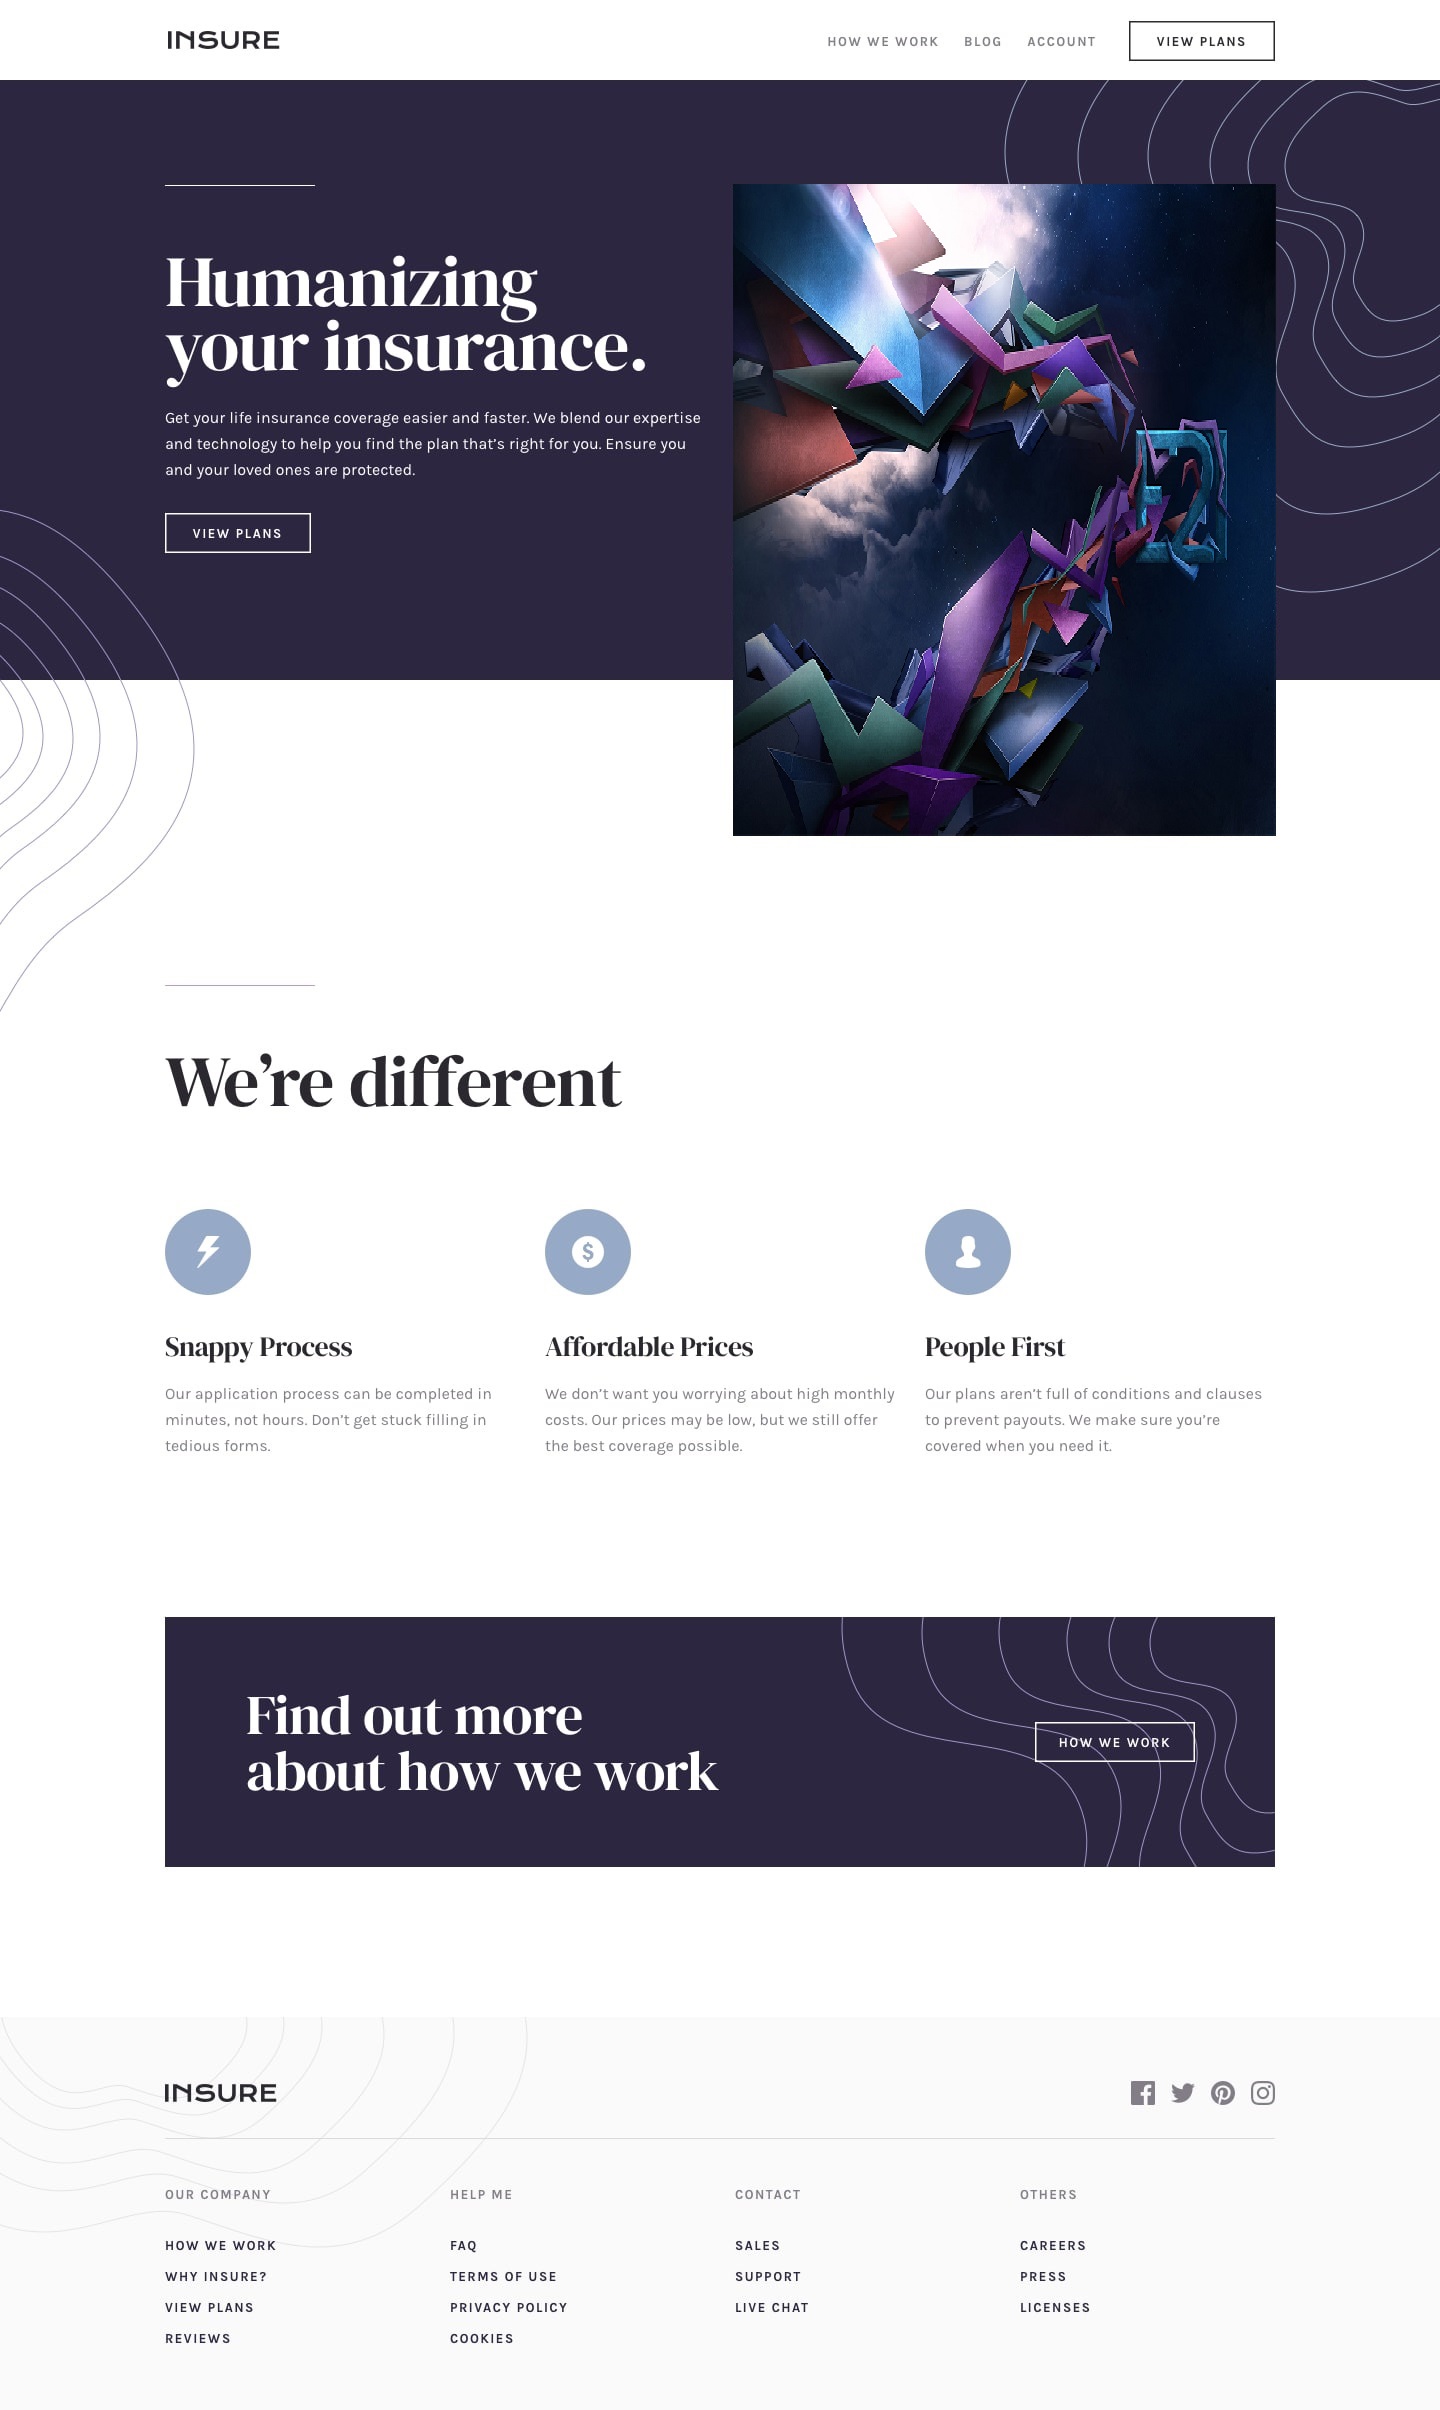 INSURE
HOW WE WORK BLOG ACCOUNT VIEW PLANS
Humanizing
your insurance.
Get your life insurance coverage easier and faster. We blend our expertise
and technology to help you find the plan that’s right for you. Ensure you
and your loved ones are protected.
VIEW PLANS
We’re different
Snappy Process
Our application process can be completed in
minutes, not hours. Don’t get stuck filling in
tedious forms.
Affordable Prices
We don’t want you worrying about high monthly
costs. Our prices may be low, but we still offer
the best coverage possible.
People First
Our plans aren’t full of conditions and clauses
to prevent payouts. We make sure you’re
covered when you need it.
Find out more
about how we work
HOW WE WORK
INSURE
OUR COMPANY
HOW WE WORK
WHY INSURE?
VIEW PLANS
REVIEWS
HELP ME
FAQ
TERMS OF USE
PRIVACY POLICY
COOKIES
CONTACT
SALES
SUPPORT
LIVE CHAT
OTHERS
CAREERS
PRESS
LICENSES